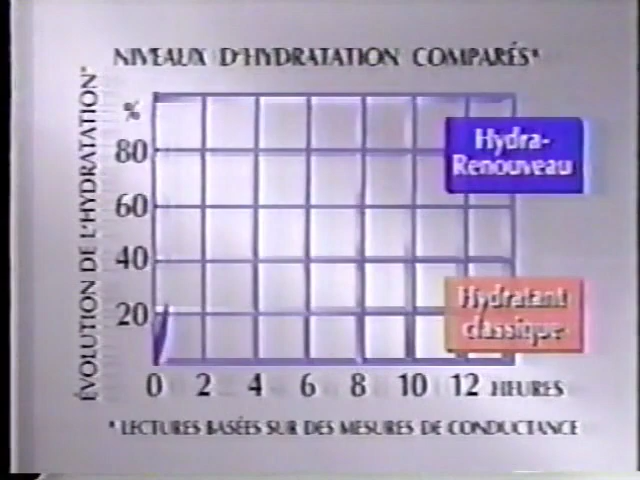 NIVEAUX D'HYDRATATION COMPARÉS*
ÉVOLUTION DE L'HYDRATATION*
%
80
60
40
20
Hydra-
Renouveau
Hydratant
classique
0 2 4 6 8 10 12 HEURES
* LECTURES BASÉES SUR DES MESURES DE CONDUCTANCE